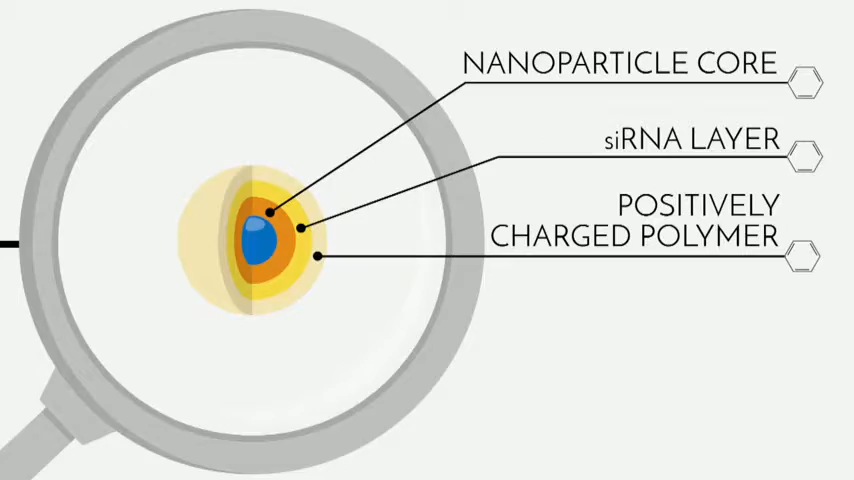 NANOPARTICLE CORE
siRNA LAYER
POSITIVELY
CHARGED POLYMER